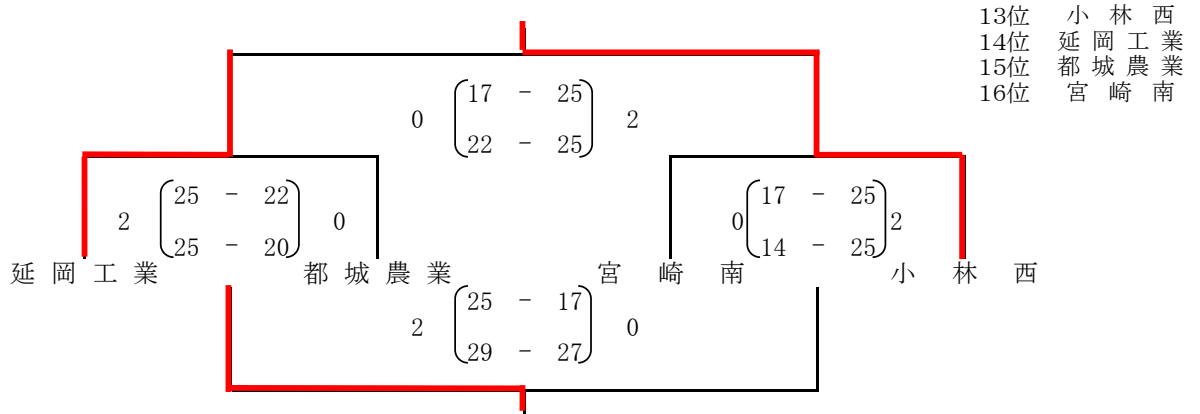 13位 小林西
14位 延岡工業
15位 都城農業
16位 宮崎南
17 - 25
0 2
22 - 25
25 - 22
2 0
25 - 20
17 - 25
0 2
14 - 25
延岡工業 都城農業 宮崎南 小林西
25 - 17
2 0
29 - 27